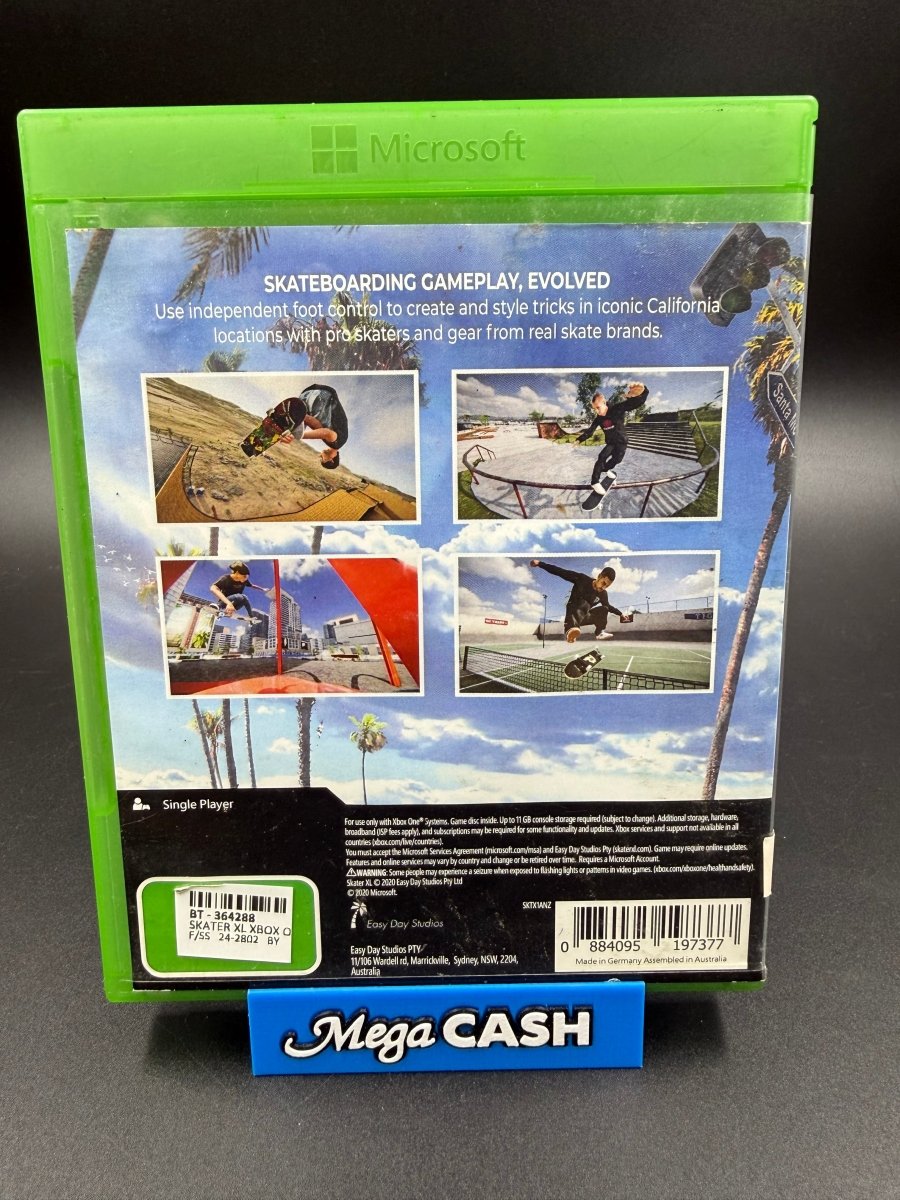 Microsoft
SKATEBOARDING GAMEPLAY, EVOLVED
Use independent foot control to create and style tricks in iconic California
locations with pro skaters and gear from real skate brands.
Santa
Single Player
For use only with Xbox One® Systems. Game disc inside. Up to 11 GB console storage required (subject to change). Additional storage, hardware,
broadband (ISP fees apply), and subscriptions may be required for some functionality and updates. Xbox services and support not available in all
countries (xbox.com/live/countries).
You must accept the Microsoft Services Agreement (microsoft.com/msa) and Easy Day Studios Pty (skaterxl.com). Game may require online updates.
Features and online services may vary by country and change or be retired over time. Requires a Microsoft Account.
⚠WARNING: Some people may experience a seizure when exposed to flashing lights or patterns in video games. (xbox.com/xboxone/healthandsafety).
Skater XL © 2020 Easy Day Studios Pty Ltd
© 2020 Microsoft.
SKTX1ANZ
Easy Day Studios
Easy Day Studios PTY
11/106 Wardell rd, Marrickville, Sydney, NSW, 2204,
Australia
BT - 364288
SKATER XL XBOX O
F/SS 24-2802 BY
0 884095 197377
Made in Germany Assembled in Australia
Mega CASH